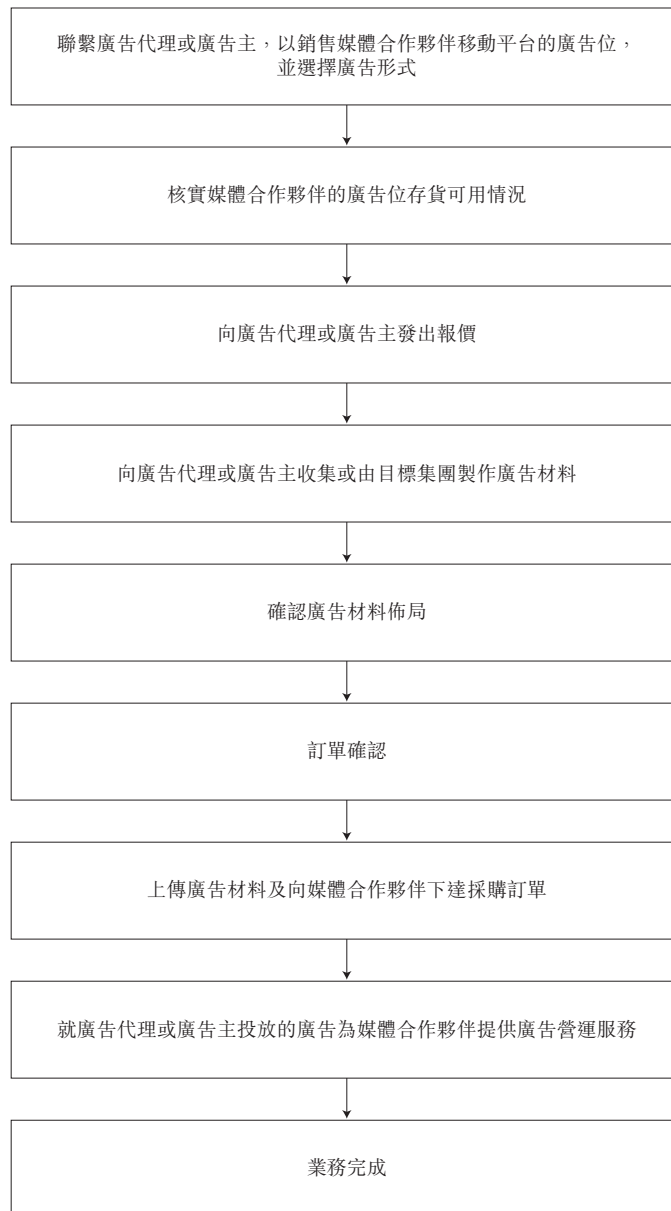 聯繫廣告代理或廣告主，以銷售媒體合作夥伴移動平台的廣告位，
並選擇廣告形式
核實媒體合作夥伴的廣告位存貨可用情況
向廣告代理或廣告主發出報價
向廣告代理或廣告主收集或由目標集團製作廣告材料
確認廣告材料佈局
訂單確認
上傳廣告材料及向媒體合作夥伴下達採購訂單
就廣告代理或廣告主投放的廣告為媒體合作夥伴提供廣告營運服務
業務完成